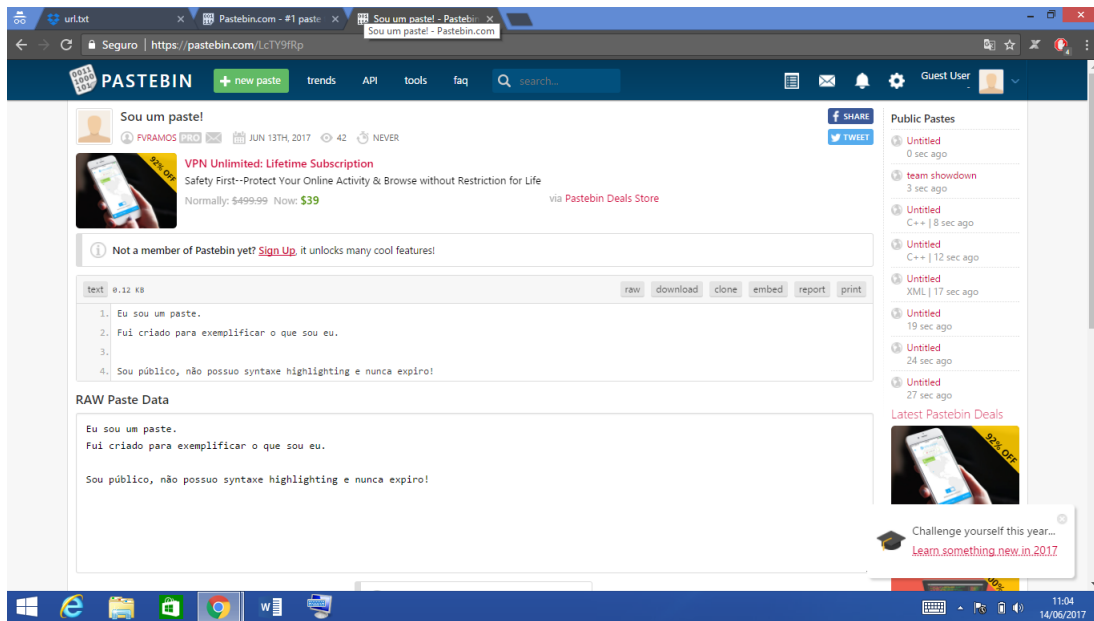 url.txt
Pastebin.com - #1 paste
Sou um paste! - Pastebin
Sou um paste! - Pastebin.com
Seguro | https://pastebin.com/LcTY9fRp
PASTEBIN
+ new paste
trends
API
tools
faq
search...
Guest User
-
Sou um paste!
FVRAMOS PRO JUN 13TH, 2017 42 NEVER
SHARE
TWEET
92% OFF
VPN Unlimited: Lifetime Subscription
Safety First--Protect Your Online Activity & Browse without Restriction for Life
Normally: $499.99 Now: $39
via Pastebin Deals Store
Not a member of Pastebin yet? Sign Up, it unlocks many cool features!
text 0.12 KB
raw download clone embed report print
1. Eu sou um paste.
2. Fui criado para exemplificar o que sou eu.
3.
4. Sou público, não possuo syntaxe highlighting e nunca expiro!
RAW Paste Data
Eu sou um paste.
Fui criado para exemplificar o que sou eu.
Sou público, não possuo syntaxe highlighting e nunca expiro!
Public Pastes
Untitled
0 sec ago
team showdown
3 sec ago
Untitled
C++ | 8 sec ago
Untitled
C++ | 12 sec ago
Untitled
XML | 17 sec ago
Untitled
19 sec ago
Untitled
24 sec ago
Untitled
27 sec ago
Latest Pastebin Deals
92% OFF
Challenge yourself this year...
Learn something new in 2017
11:04
14/06/2017